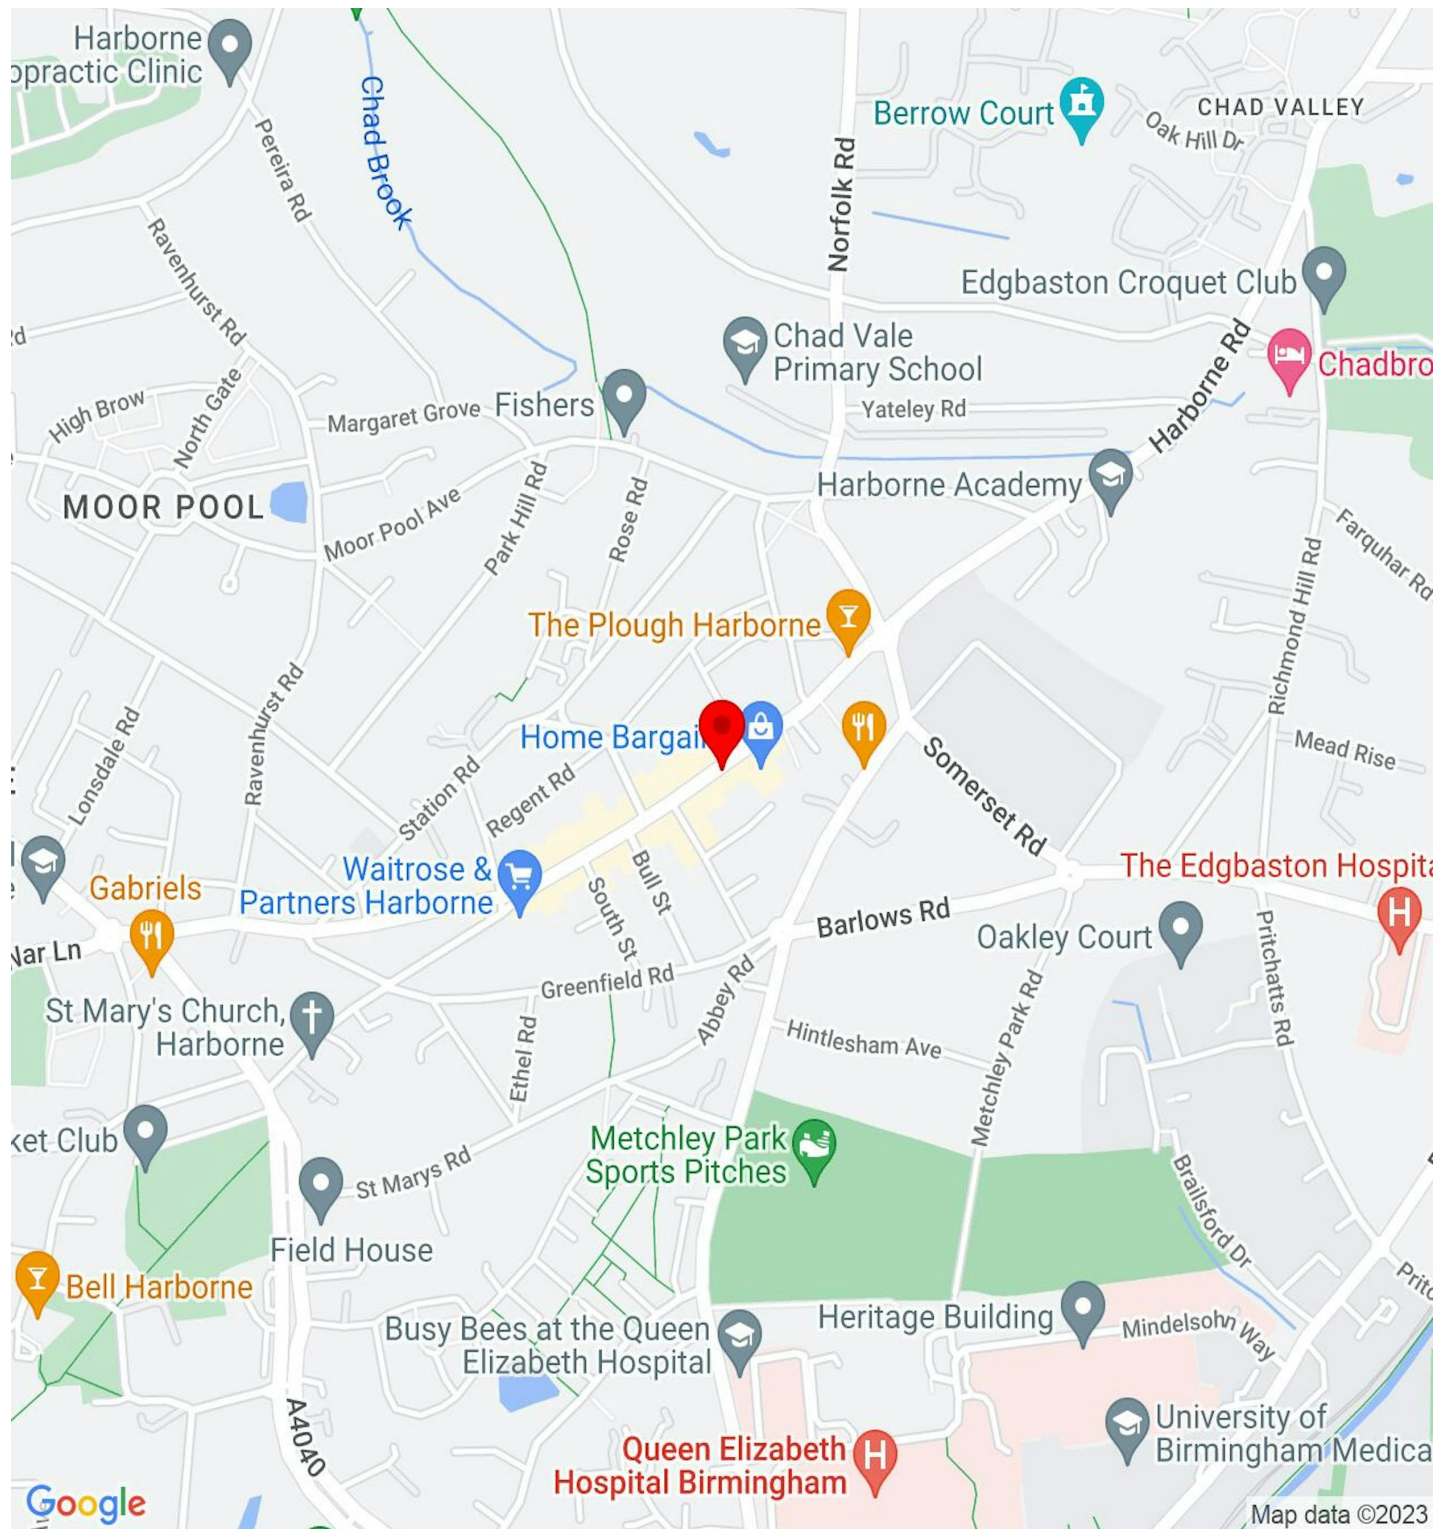 Harborne
opractic Clinic
Chad Brook
Pereira Rd
Norfolk Rd
Berrow Court
CHAD VALLEY
Oak Hill Dr
Ravenhurst Rd
Edgbaston Croquet Club
Rd
Chad Vale
Primary School
Harborne Rd
Chadbro
North Gate
High Brow
Margaret Grove
Fishers
Yateley Rd
MOOR POOL
Moor Pool Ave
Park Hill Rd
Rose Rd
Harborne Academy
Farquhar Rd
Richmond Hill Rd
The Plough Harborne
Lonsdale Rd
Ravenhurst Rd
Home Bargai
Mead Rise
Station Rd
Regent Rd
Somerset Rd
Waitrose &
Partners Harborne
Gabriels
Bull St
South St
The Edgbaston Hospita
Barlows Rd
Oakley Court
Nar Ln
Pritchatts Rd
Greenfield Rd
Abbey Rd
St Mary's Church,
Harborne
Ethel Rd
Hintlesham Ave
Metchley Park Rd
ket Club
Metchley Park
Sports Pitches
St Marys Rd
Brailsford Dr
Field House
Bell Harborne
Pritc
Busy Bees at the Queen
Elizabeth Hospital
Heritage Building
Mindelsohn Way
A4040
University of
Birmingham Medica
Queen Elizabeth
Hospital Birmingham
Google
Map data ©2023